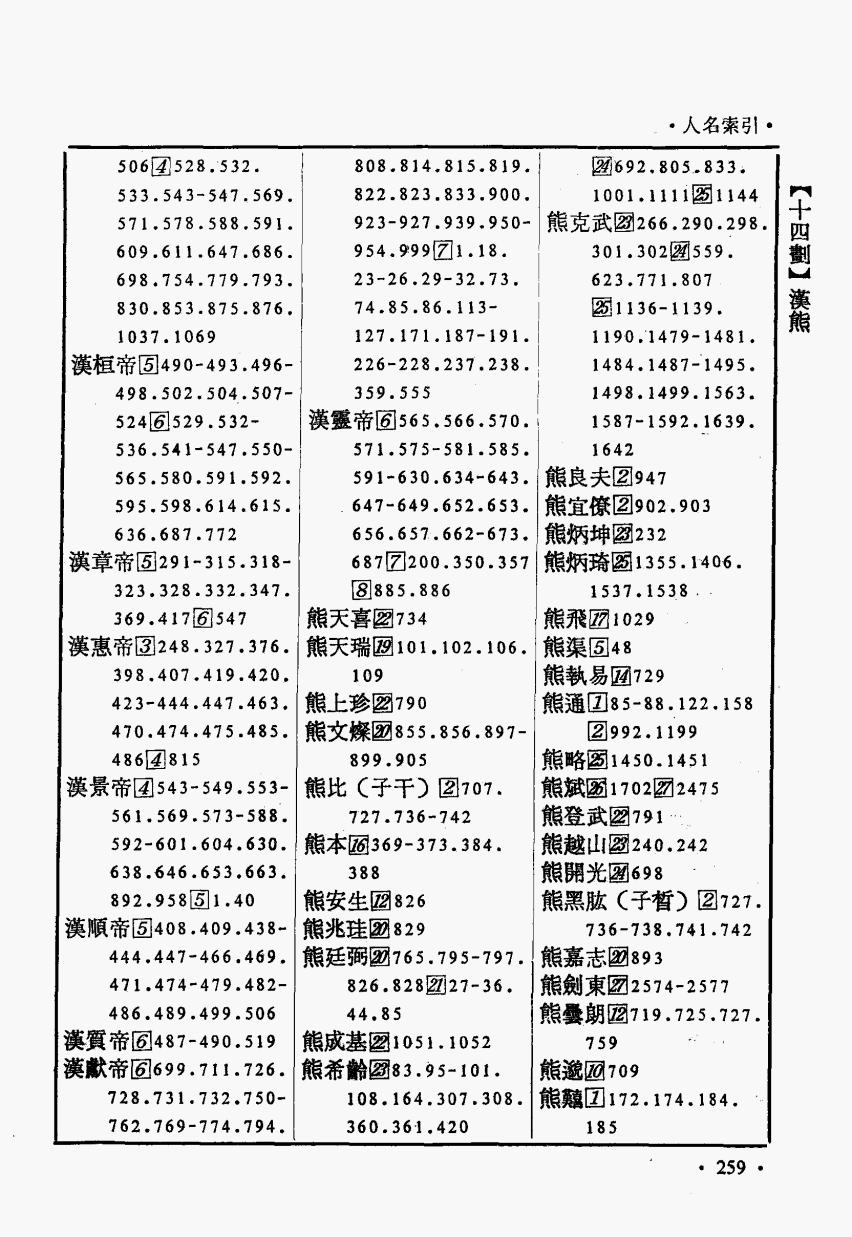 ·人名索引·
506[4]528.532.
533.543-547.569.
571.578.588.591.
609.611.647.686.
698.754.779.793.
830.853.875.876.
1037.1069
漢桓帝[5]490-493.496-
498.502.504.507-
524[6]529.532-
536.541-547.550-
565.580.591.592.
595.598.614.615.
636.687.772
漢章帝[5]291-315.318-
323.328.332.347.
369.417[6]547
漢惠帝[3]248.327.376.
398.407.419.420.
423-444.447.463.
470.474.475.485.
486[4]815
漢景帝[4]543-549.553-
561.569.573-588.
592-601.604.630.
638.646.653.663.
892.958[5]1.40
漢順帝[5]408.409.438-
444.447-466.469.
471.474-479.482-
486.489.499.506
漢質帝[6]487-490.519
漢獻帝[6]699.711.726.
728.731.732.750-
762.769-774.794.
808.814.815.819.
822.823.833.900.
923-927.939.950-
954.999[7]1.18.
23-26.29-32.73.
74.85.86.113-
127.171.187-191.
226-228.237.238.
359.555
漢靈帝[6]565.566.570.
571.575-581.585.
591-630.634-643.
647-649.652.653.
656.657.662-673.
687[7]200.350.357
[8]885.886
熊天喜[22]734
熊天瑞[19]101.102.106.
109
熊上珍[22]790
熊文燦[20]855.856.897-
899.905
熊比（子干）[2]707.
727.736-742
熊本[16]369-373.384.
388
熊安生[12]826
熊兆珪[20]829
熊廷弼[20]765.795-797.
826.828[21]27-36.
44.85
熊成基[22]1051.1052
熊希齡[23]83.95-101.
108.164.307.308.
360.361.420
[24]692.805.833.
1001.1111[25]1144
熊克武[23]266.290.298.
301.302[24]559.
623.771.807
[25]1136-1139.
1190.1479-1481.
1484.1487-1495.
1498.1499.1563.
1587-1592.1639.
1642
熊良夫[2]947
熊宜僚[2]902.903
熊炳坤[23]232
熊炳琦[25]1355.1406.
1537.1538
熊飛[17]1029
熊渠[5]48
熊執易[14]729
熊通[1]85-88.122.158
[2]992.1199
熊略[25]1450.1451
熊斌[26]1702[27]2475
熊登武[22]791
熊越山[23]240.242
熊開光[24]698
熊黑肱（子晳）[2]727.
736-738.741.742
熊嘉志[20]893
熊劍東[27]2574-2577
熊曇朗[12]719.725.727.
759
熊[10]709
熊囏[1]172.174.184.
185
【十四劃】漢熊
·259·